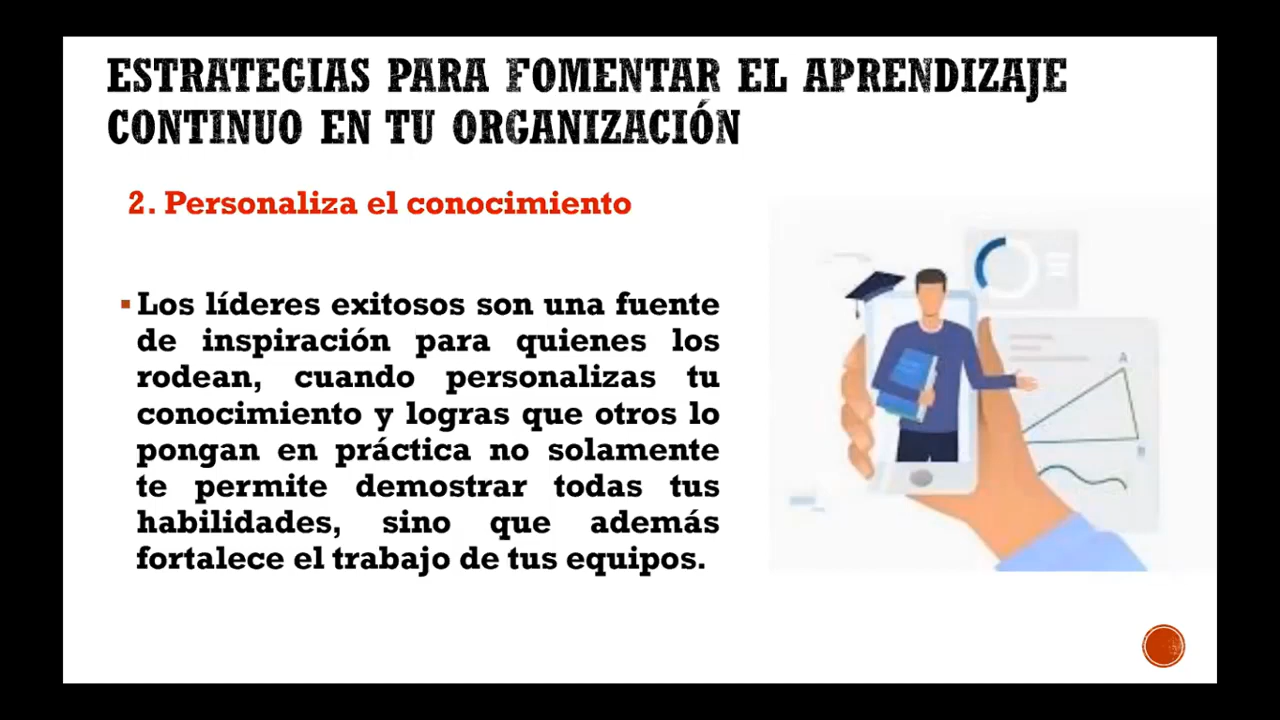 ESTRATEGIAS PARA FOMENTAR EL APRENDIZAJE
CONTINUO EN TU ORGANIZACIÓN
2. Personaliza el conocimiento
▪ Los líderes exitosos son una fuente
de inspiración para quienes los
rodean, cuando personalizas tu
conocimiento y logras que otros lo
pongan en práctica no solamente
te permite demostrar todas tus
habilidades, sino que además
fortalece el trabajo de tus equipos.
A
B